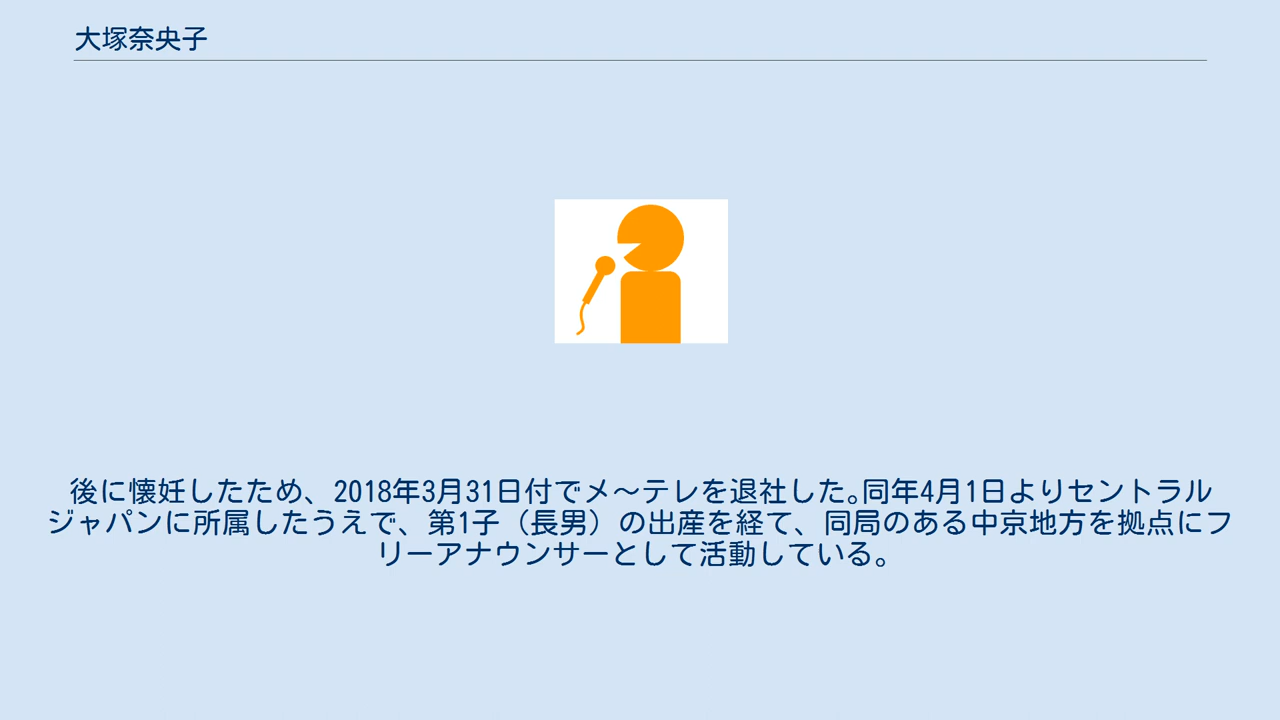 大塚奈央子
後に懐妊したため、2018年3月31日付でメ〜テレを退社した。同年4月1日よりセントラル
ジャパンに所属したうえで、第1子（長男）の出産を経て、同局のある中京地方を拠点にフ
リーアナウンサーとして活動している。